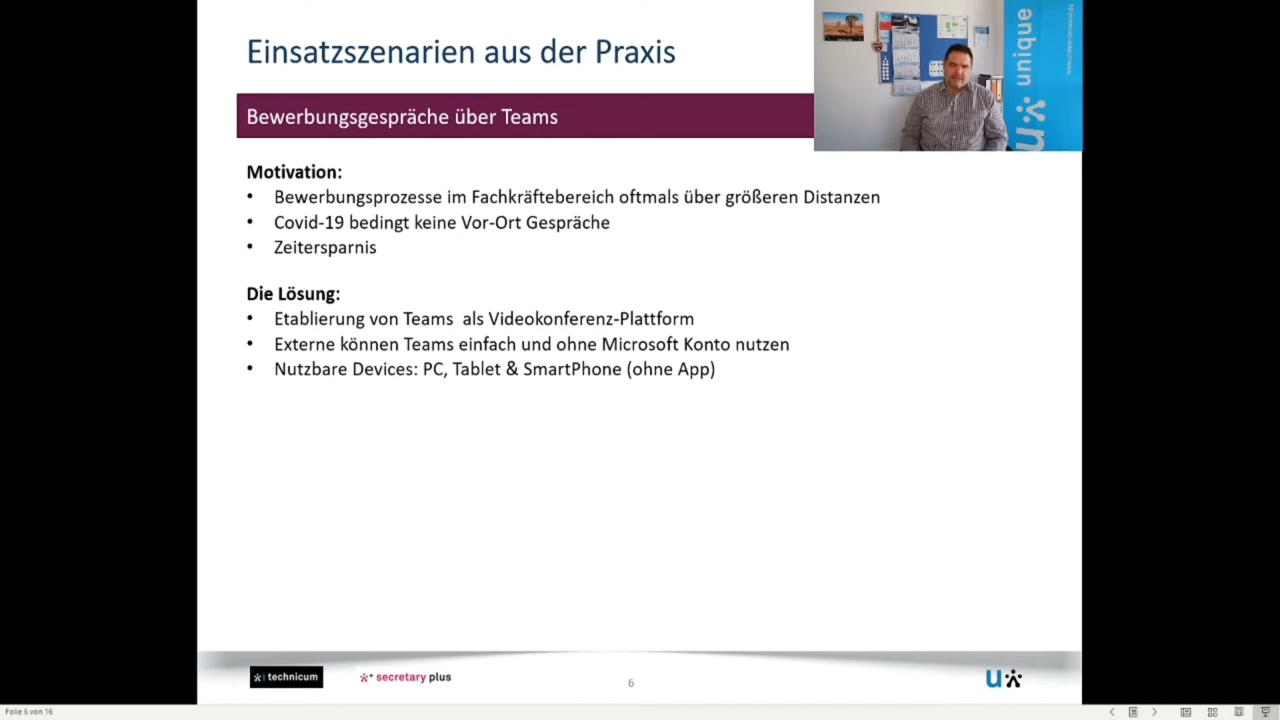 Einsatzszenarien aus der Praxis
Bewerbungsgespräche über Teams
unique
Motivation:
• Bewerbungsprozesse im Fachkräftebereich oftmals über größeren Distanzen
• Covid-19 bedingt keine Vor-Ort Gespräche
• Zeitersparnis
Die Lösung:
• Etablierung von Teams als Videokonferenz-Plattform
• Externe können Teams einfach und ohne Microsoft Konto nutzen
• Nutzbare Devices: PC, Tablet & SmartPhone (ohne App)
technicum
secretary plus
6
u
Folie 6 von 16